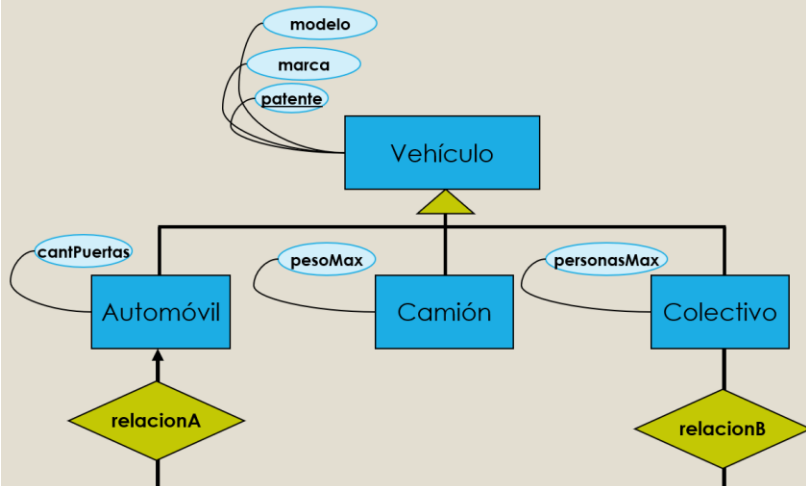 modelo
marca
patente
Vehículo
cantPuertas
pesoMax
personasMax
Automóvil
Camión
Colectivo
relacionA
relacionB